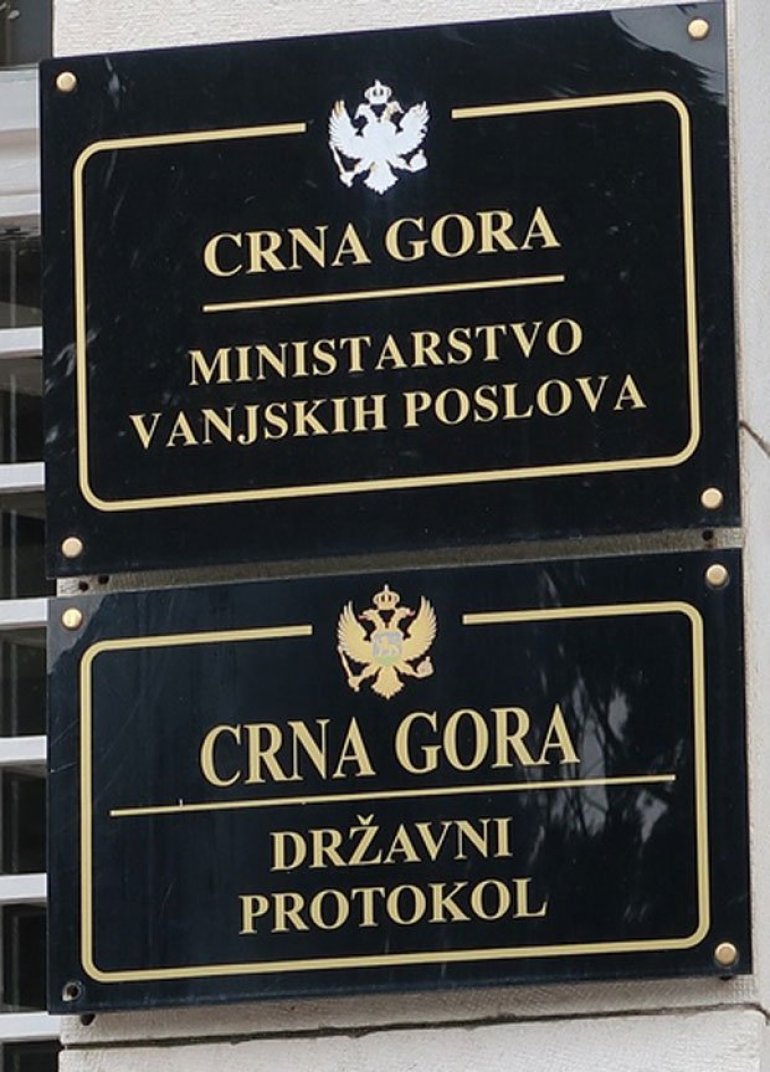 CRNA GORA
MINISTARSTVO
VANJSKIH POSLOVA
CRNA GORA
DRŽAVNI
PROTOKOL